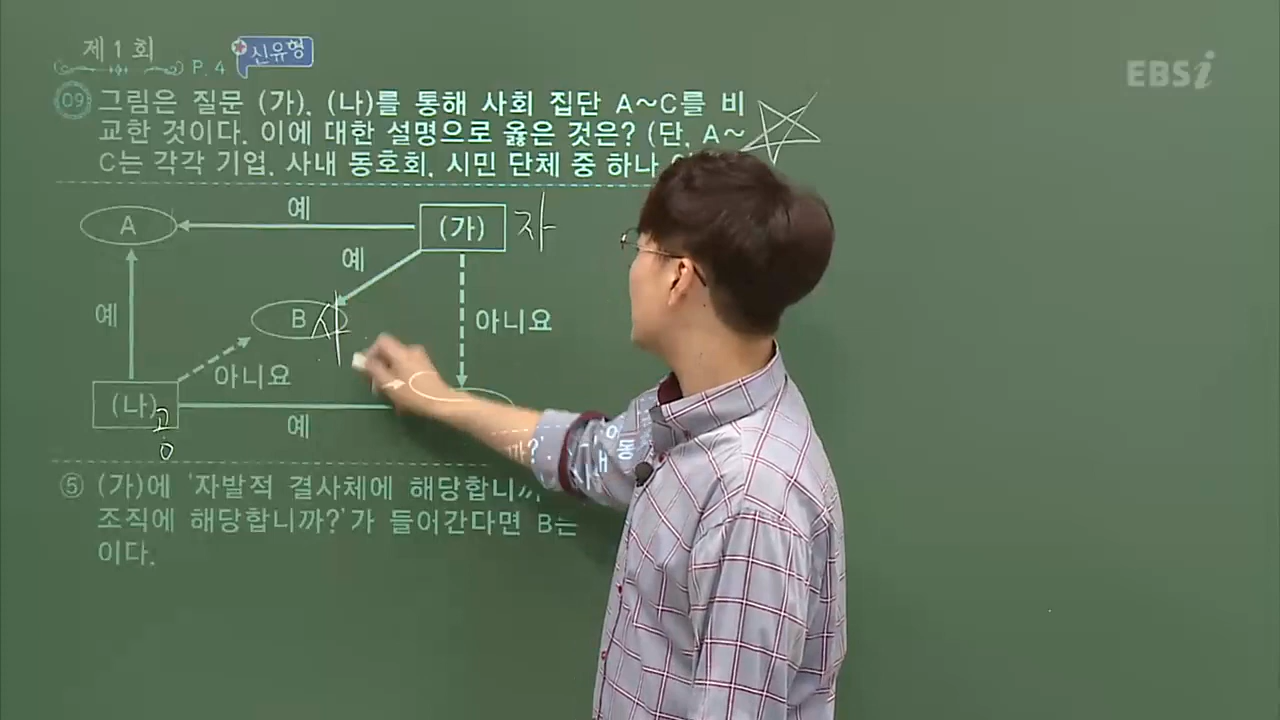 제 1 회
P. 4
신유형
EBSi
09 그림은 질문 (가), (나)를 통해 사회 집단 A~C를 비
교한 것이다. 이에 대한 설명으로 옳은 것은? (단, A~
C는 각각 기업, 사내 동호회, 시민 단체 중 하나
A
예
(가)
자
예
예
B
사
아니요
아니요
(나)
공
예
까?'
동
⑤ (가)에 '자발적 결사체에 해당합니까
조직에 해당합니까?'가 들어간다면 B는
이다.